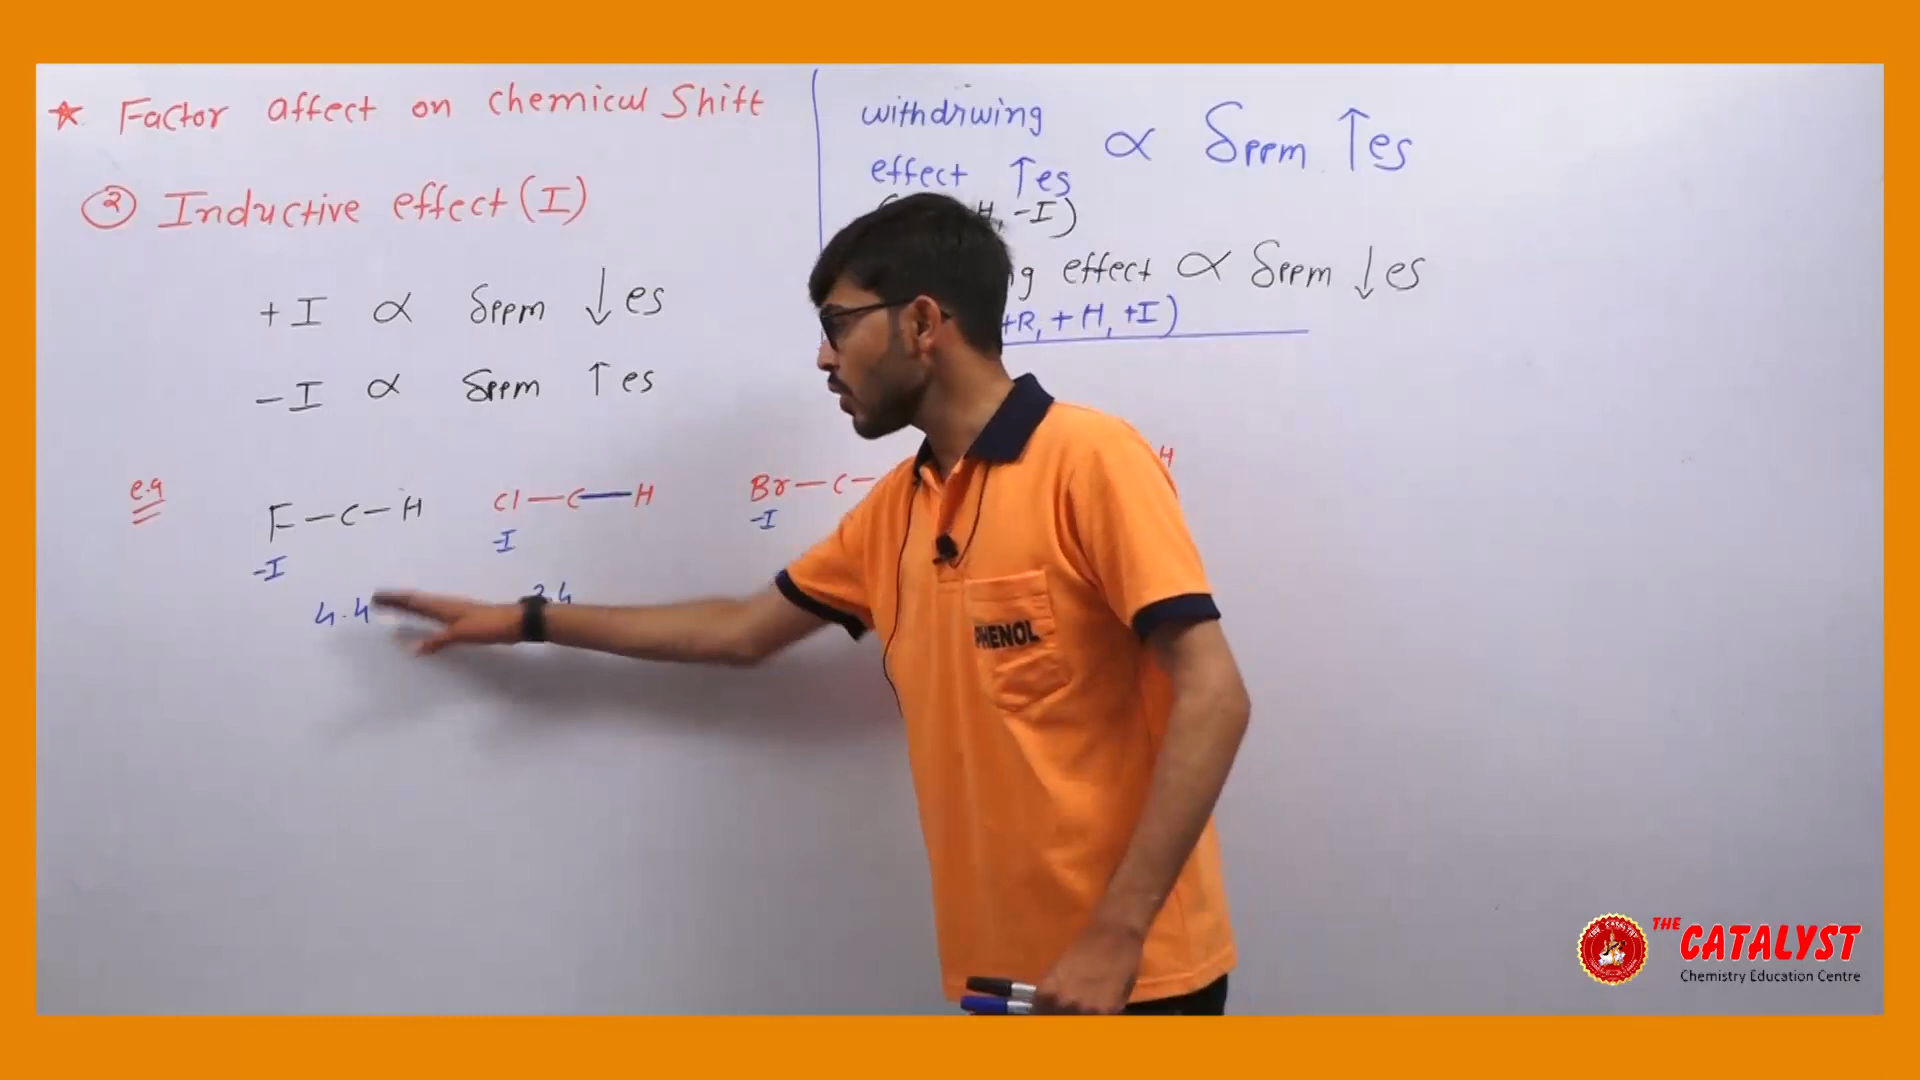 ★ Factor affect on chemical Shift
② Inductive effect (I)
+I ∝ δppm ↓es
-I ∝ δppm ↑es
e.g
F-C-H
-I
4.4
Cl-C-H
-I
Br-C-
-I
H
withdrwing
effect ↑es ∝ δppm ↑es
H, -I)
effect ∝ δppm ↓es
+R, +H, +I)
PHENOL
THE CATALYST
Chemistry Education Centre